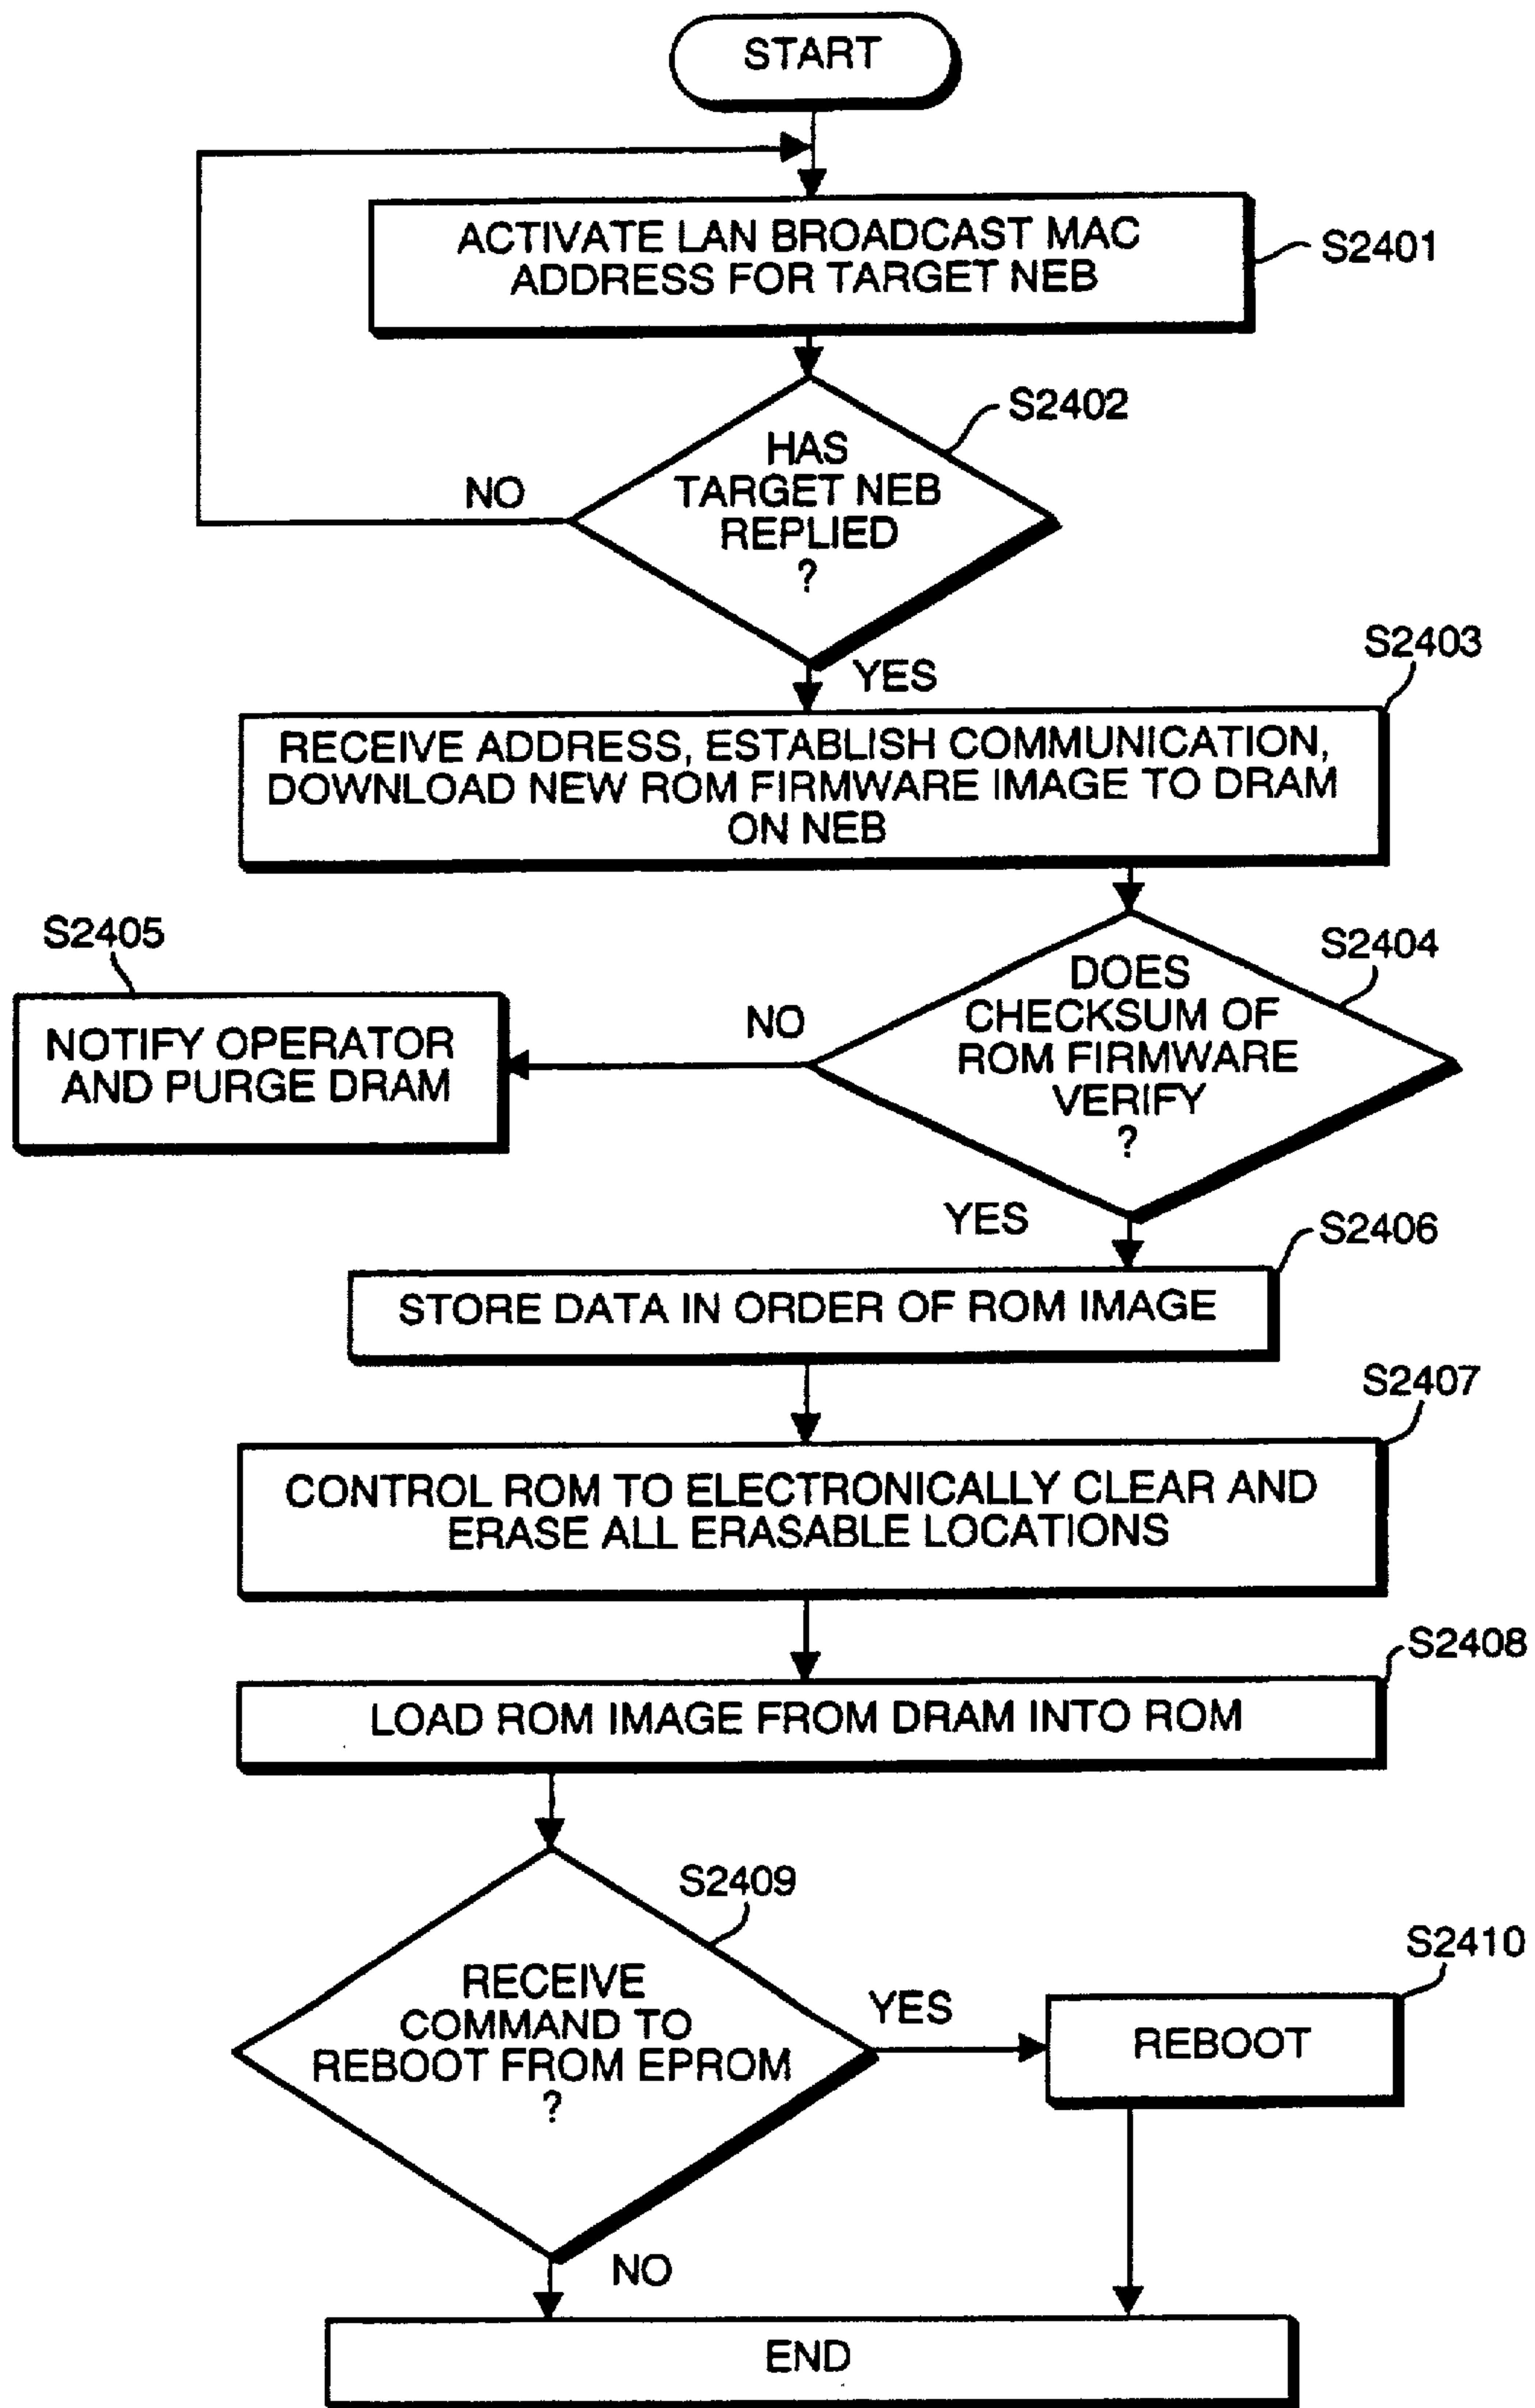 START
ACTIVATE LAN BROADCAST MAC
ADDRESS FOR TARGET NEB
S2401
S2402
HAS
TARGET NEB
REPLIED
?
NO
YES
S2403
RECEIVE ADDRESS, ESTABLISH COMMUNICATION,
DOWNLOAD NEW ROM FIRMWARE IMAGE TO DRAM
ON NEB
S2405
NOTIFY OPERATOR
AND PURGE DRAM
NO
S2404
DOES
CHECKSUM OF
ROM FIRMWARE
VERIFY
?
YES
S2406
STORE DATA IN ORDER OF ROM IMAGE
S2407
CONTROL ROM TO ELECTRONICALLY CLEAR AND
ERASE ALL ERASABLE LOCATIONS
S2408
LOAD ROM IMAGE FROM DRAM INTO ROM
S2409
RECEIVE
COMMAND TO
REBOOT FROM EPROM
?
YES
S2410
REBOOT
NO
END